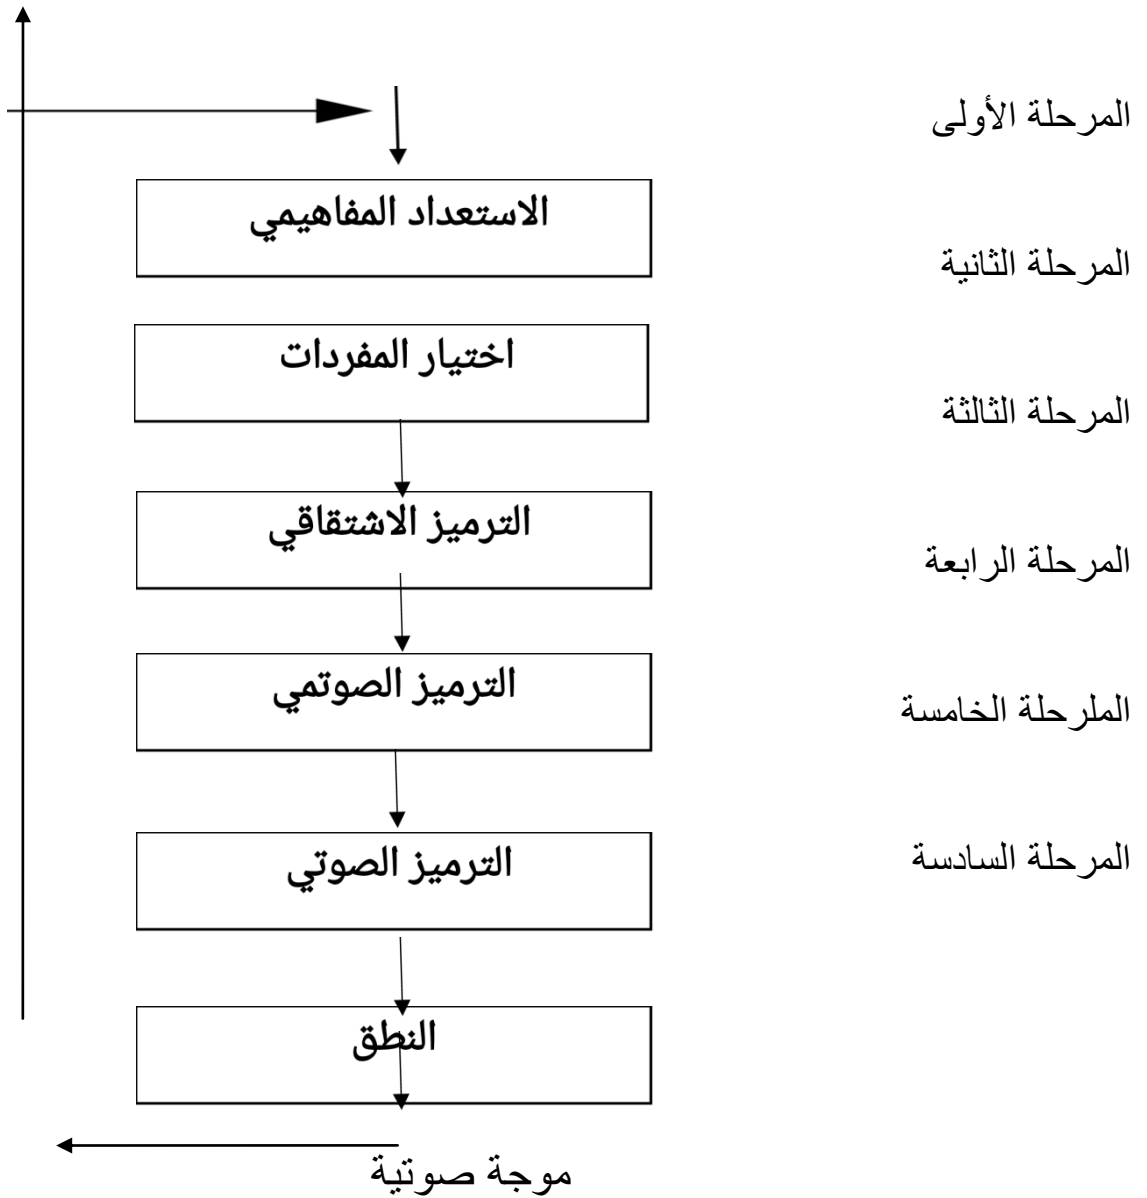 المرحلة الأولى
الاستعداد المفاهيمي
المرحلة الثانية
اختيار المفردات
المرحلة الثالثة
الترميز الاشتقاقي
المرحلة الرابعة
الترميز الصوتمي
الملرحلة الخامسة
الترميز الصوتي
المرحلة السادسة
النطق
موجة صوتية